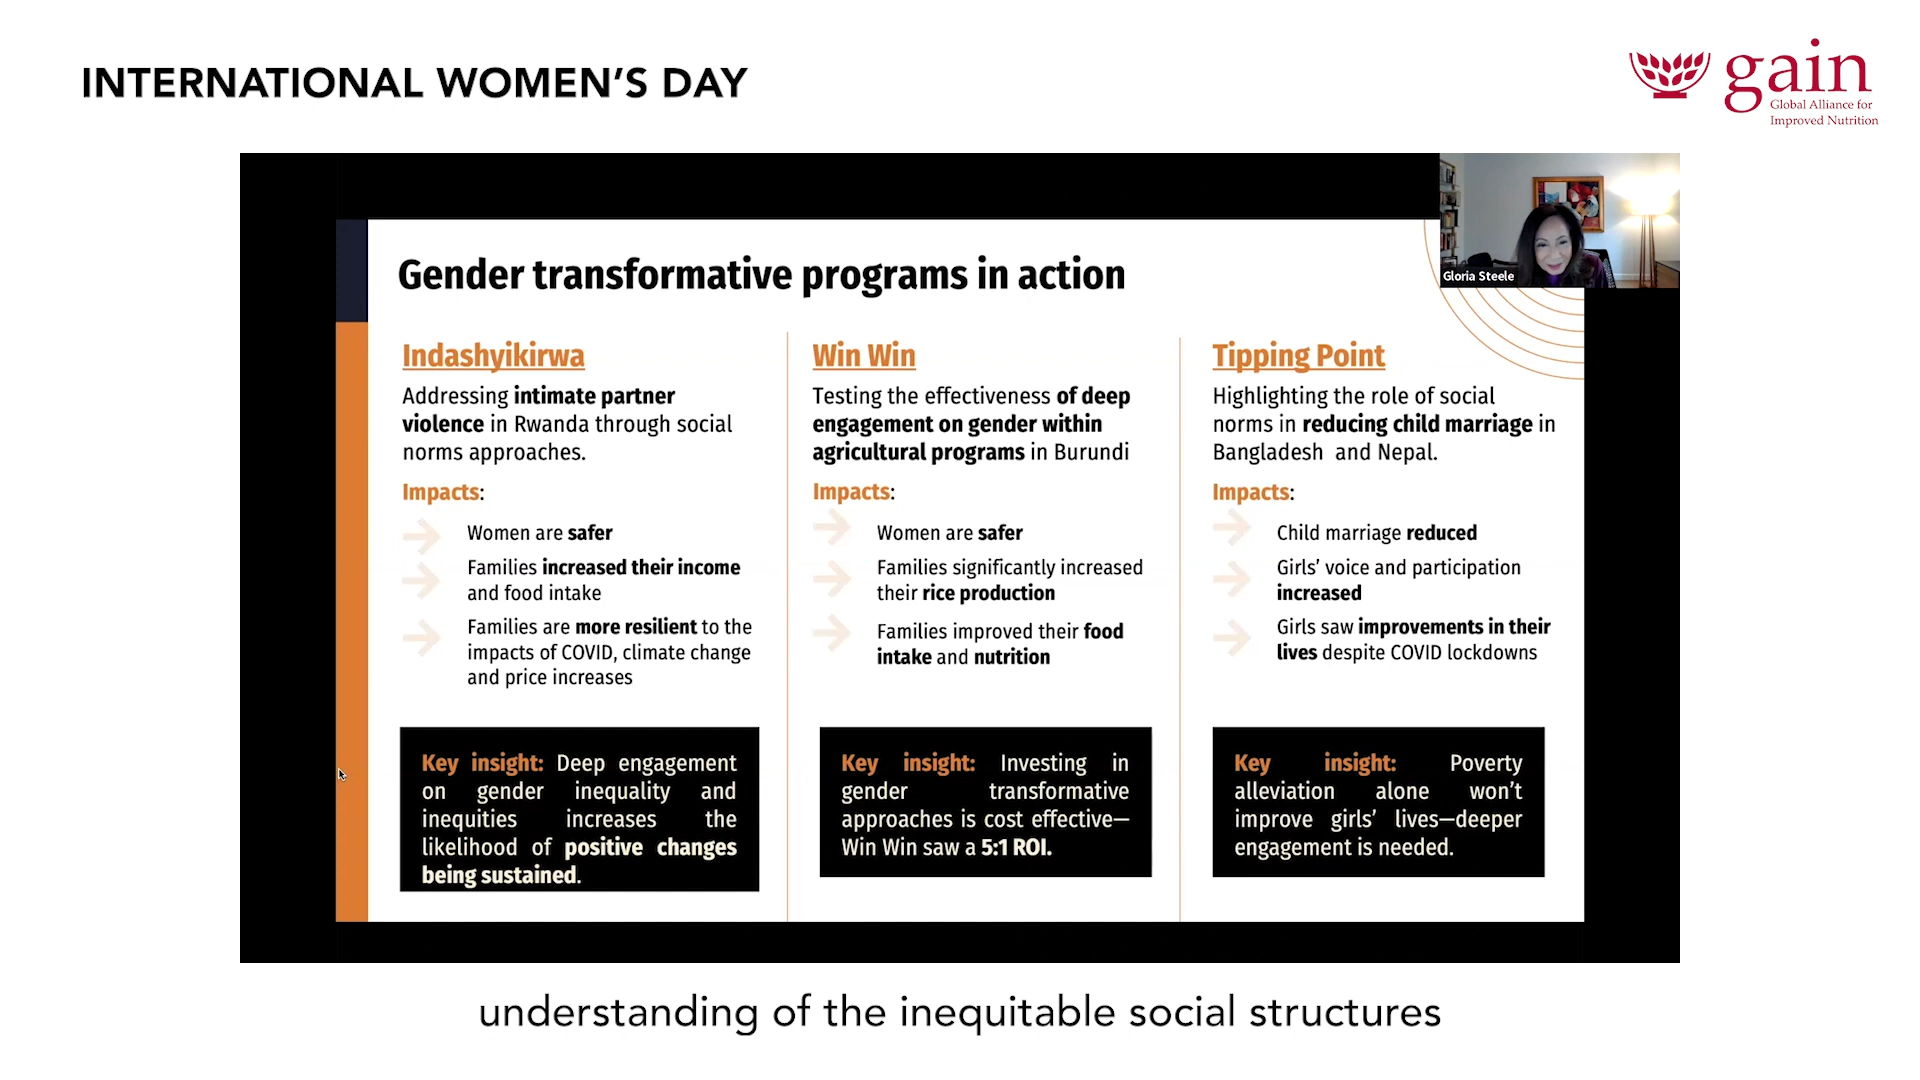 INTERNATIONAL WOMEN'S DAY
gain
Global Alliance for
Improved Nutrition
Gloria Steele
Gender transformative programs in action
Indashyikirwa
Addressing intimate partner
violence in Rwanda through social
norms approaches.
Impacts:
Women are safer
Families increased their income
and food intake
Families are more resilient to the
impacts of COVID, climate change
and price increases
Key insight: Deep engagement
on gender inequality and
inequities increases the
likelihood of positive changes
being sustained.
Win Win
Testing the effectiveness of deep
engagement on gender within
agricultural programs in Burundi
Impacts:
Women are safer
Families significantly increased
their rice production
Families improved their food
intake and nutrition
Key insight: Investing in
gender transformative
approaches is cost effective—
Win Win saw a 5:1 ROI.
Tipping Point
Highlighting the role of social
norms in reducing child marriage in
Bangladesh and Nepal.
Impacts:
Child marriage reduced
Girls' voice and participation
increased
Girls saw improvements in their
lives despite COVID lockdowns
Key insight: Poverty
alleviation alone won't
improve girls' lives—deeper
engagement is needed.
understanding of the inequitable social structures